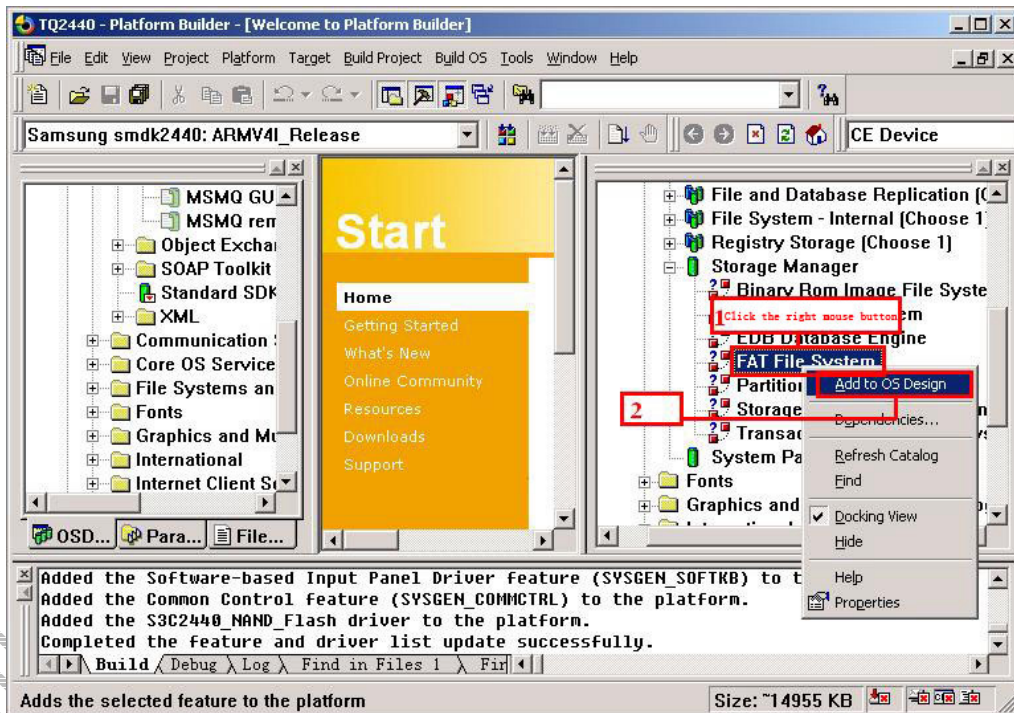 TQ2440 - Platform Builder - [Welcome to Platform Builder]
File Edit View Project Platform Target Build Project Build OS Tools Window Help
Samsung smdk2440: ARMV4I_Release
CE Device
MSMQ GU
MSMQ rem
Object Exchai
SOAP Toolkit
Standard SDK
XML
Communication
Core OS Service
File Systems an
Fonts
Graphics and Mu
International
Internet Client Se
OSD... Para... File...
Start
Home
Getting Started
What's New
Online Community
Resources
Downloads
Support
File and Database Replication (C
File System - Internal (Choose 1)
Registry Storage (Choose 1)
Storage Manager
Binary Rom Image File Syste
1 Click the right mouse button
em
EDB Database Engine
FAT File System
Partition
2
Storage
Transac
System Pa
Fonts
Graphics and
Add to OS Design
Dependencies...
Refresh Catalog
Find
Docking View
Hide
Help
Properties
Added the Software-based Input Panel Driver feature (SYSGEN_SOFTKB) to t
Added the Common Control feature (SYSGEN_COMMCTRL) to the platform.
Added the S3C2440_NAND_Flash driver to the platform.
Completed the feature and driver list update successfully.
Build Debug Log Find in Files 1 Fin
Adds the selected feature to the platform
Size: ~14955 KB